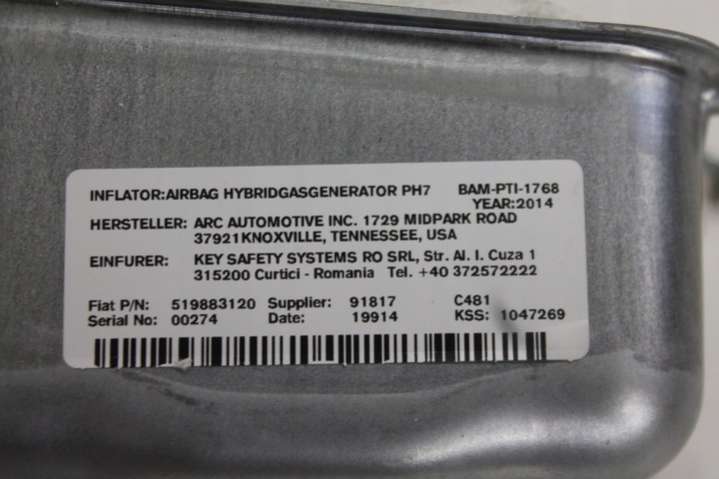 INFLATOR:AIRBAG HYBRIDGASGENERATOR PH7 BAM-PTI-1768
YEAR:2014
HERSTELLER: ARC AUTOMOTIVE INC. 1729 MIDPARK ROAD
37921KNOXVILLE, TENNESSEE, USA
EINFURER: KEY SAFETY SYSTEMS RO SRL, Str. Al. I. Cuza 1
315200 Curtici - Romania Tel. +40 372572222
Fiat P/N: 519883120 Supplier: 91817 C481
Serial No: 00274 Date: 19914 KSS: 1047269